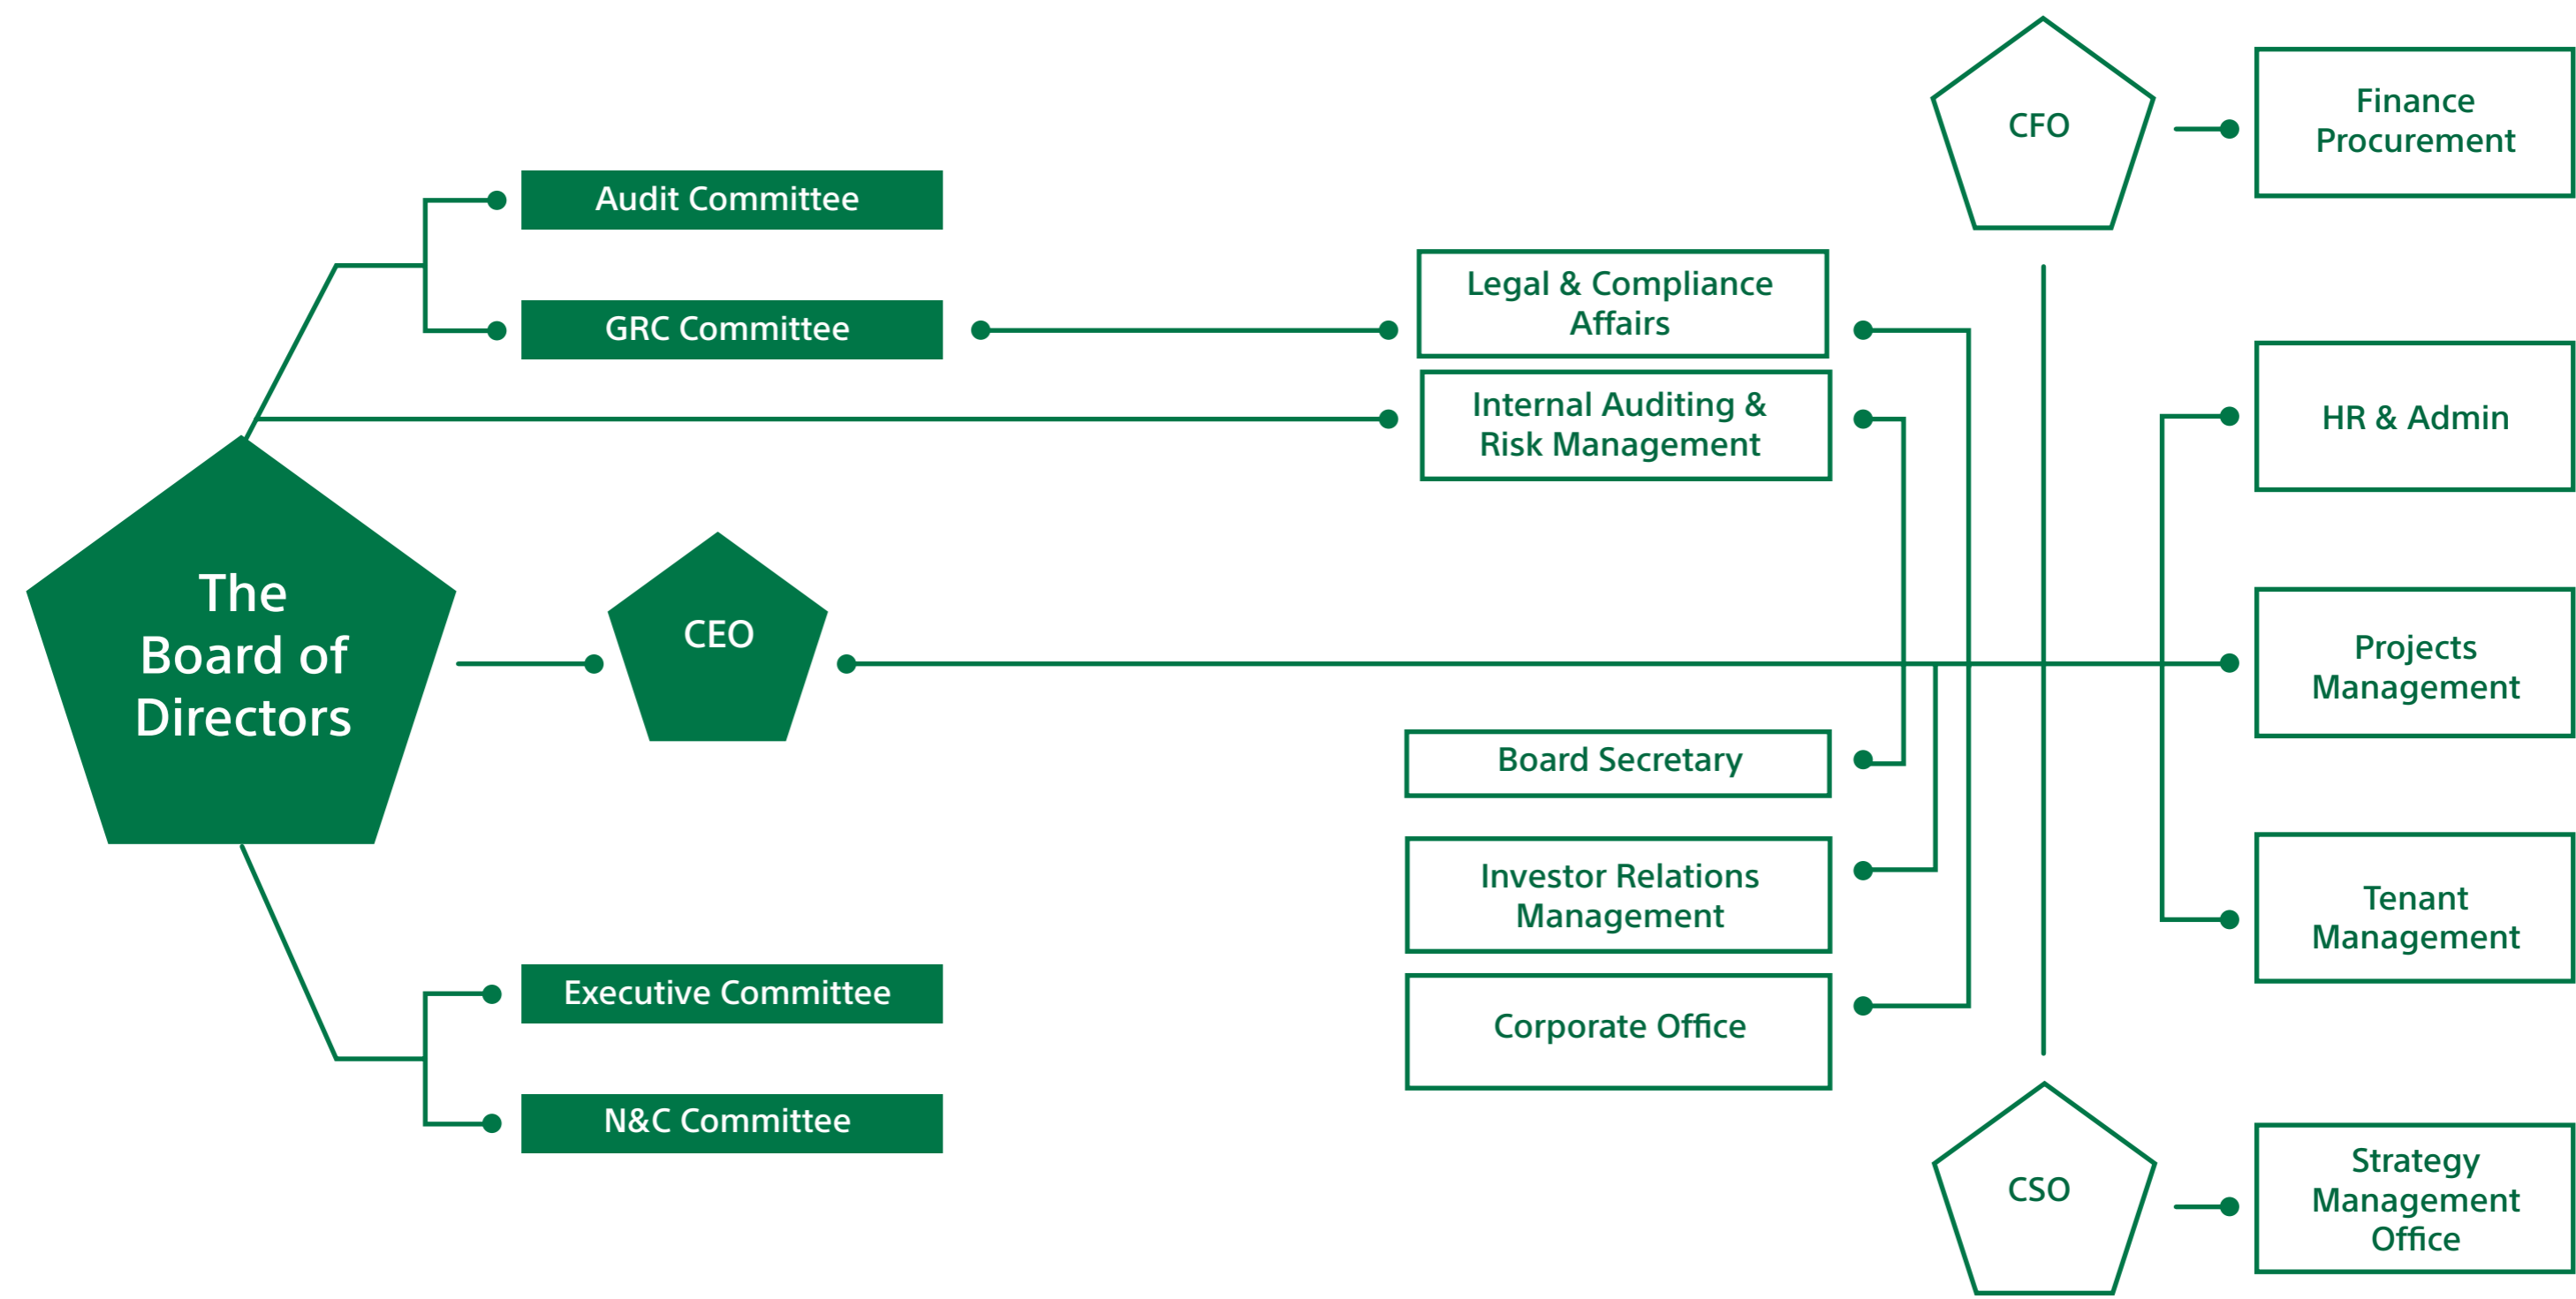 The
Board of
Directors
Audit Committee
GRC Committee
CEO
Executive Committee
N&C Committee
Legal & Compliance
Affairs
Internal Auditing &
Risk Management
Board Secretary
Investor Relations
Management
Corporate Office
CFO
CSO
Finance
Procurement
HR & Admin
Projects
Management
Tenant
Management
Strategy
Management
Office